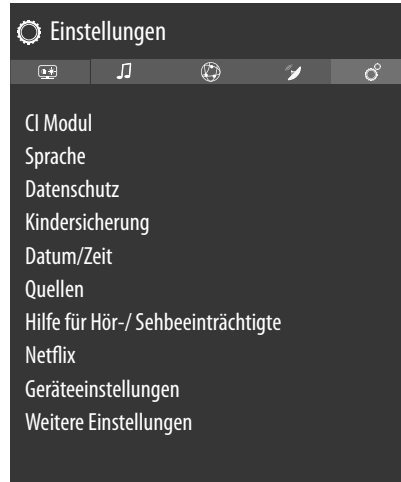 Einstellungen
CI Modul
Sprache
Datenschutz
Kindersicherung
Datum/Zeit
Quellen
Hilfe für Hör-/ Sehbeeinträchtigte
Netflix
Geräteeinstellungen
Weitere Einstellungen